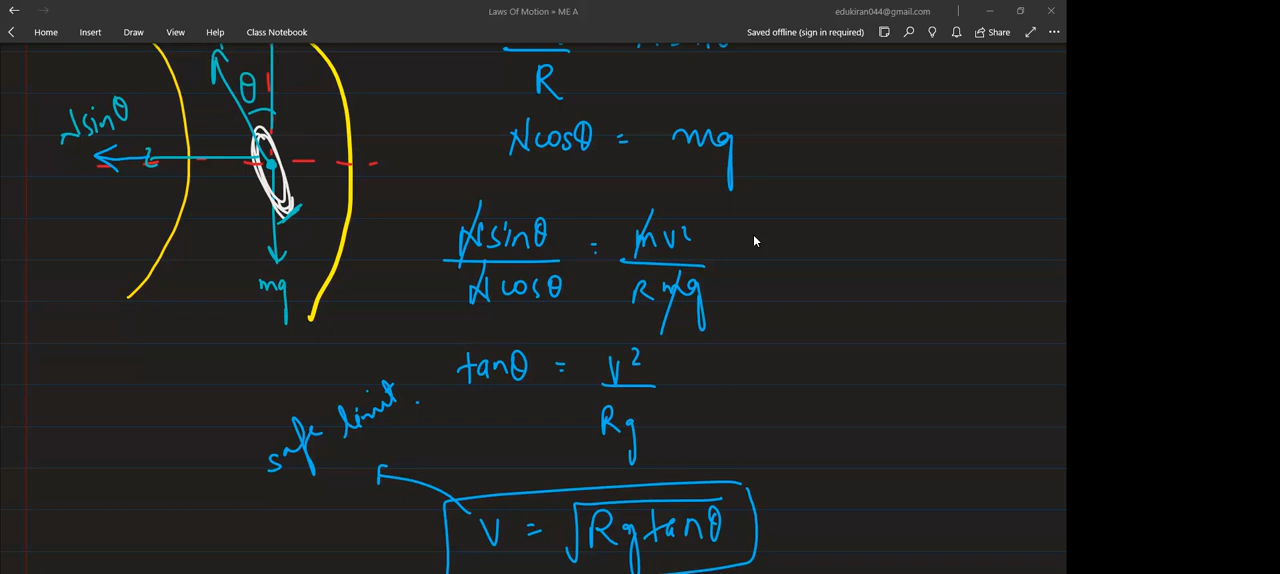 Laws Of Motion » ME A
edukiran044@gmail.com
Home Insert Draw View Help Class Notebook
Saved offline (sign in required)
Share
R
θ
N sinθ
N cosθ = mg
N sinθ / N cosθ = mv² / R mg
mg
tanθ = v² / Rg
safe limit.
V = √Rg tanθ